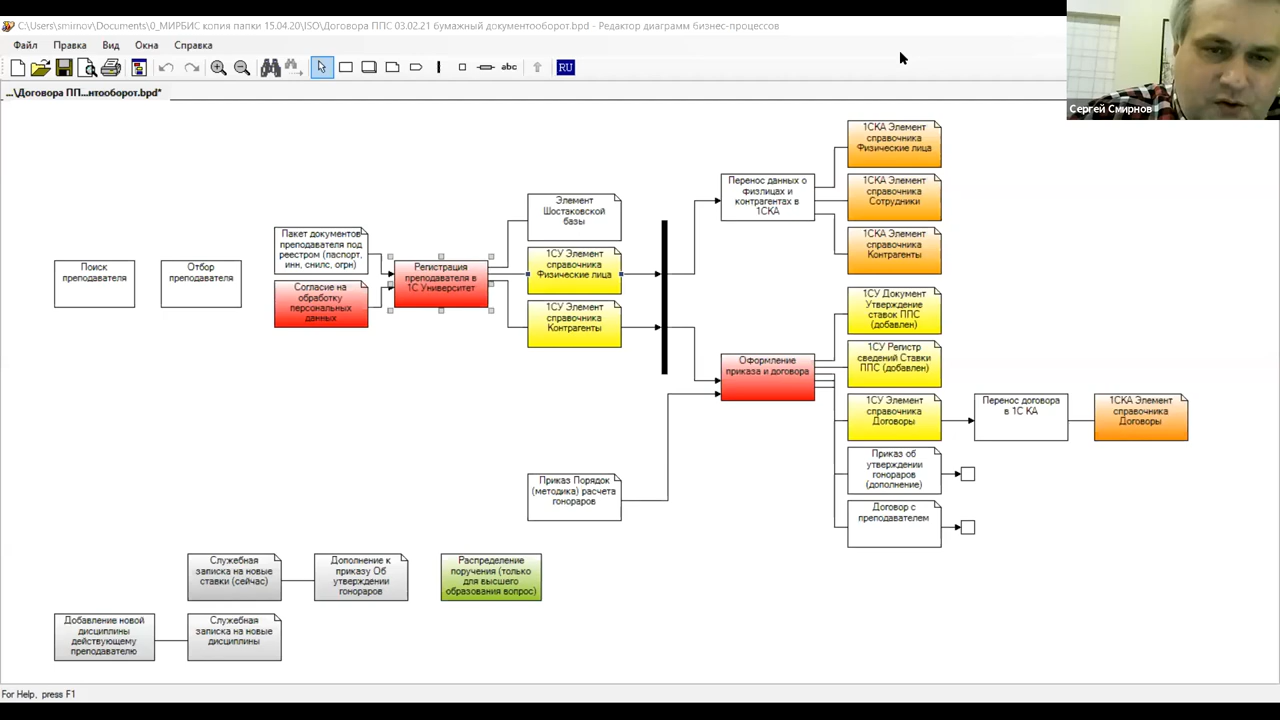 C:\Users\smirnov\Documents\0_МИРБИС копия папки 15.04.20\ISO\Договора ППС 03.02.21 бумажный документооборот.bpd - Редактор диаграмм бизнес-процессов
Файл Правка Вид Окна Справка
abc RU
...\Договора ПП...нтооборот.bpd*
Сергей Смирнов
1СКА Элемент
справочника
Физические лица
Перенос данных о
физлицах и
контрагентах в
1СКА
1СКА Элемент
справочника
Сотрудники
1СКА Элемент
справочника
Контрагенты
Элемент
Шостаковской
базы
Пакет документов
преподавателя под
реестром (паспорт,
инн, снилс, огрн)
Поиск
преподавателя
Отбор
преподавателя
Согласие на
обработку
персональных
данных
Регистрация
преподавателя в
1С Университет
1СУ Элемент
справочника
Физические лица
1СУ Элемент
справочника
Контрагенты
1СУ Документ
Утверждение
ставок ППС
(добавлен)
1СУ Регистр
сведений Ставки
ППС (добавлен)
Оформление
приказа и договора
1СУ Элемент
справочника
Договоры
Перенос договора
в 1С КА
1СКА Элемент
справочника
Договоры
Приказ об
утверждении
гонораров
(дополнение)
Приказ Порядок
(методика) расчета
гонораров
Договор с
преподавателем
Служебная
записка на новые
ставки (сейчас)
Дополнение к
приказу Об
утверждении
гонораров
Распределение
поручения (только
для высшего
образования вопрос)
Добавление новой
дисциплины
действующему
преподавателю
Служебная
записка на новые
дисциплины
For Help, press F1